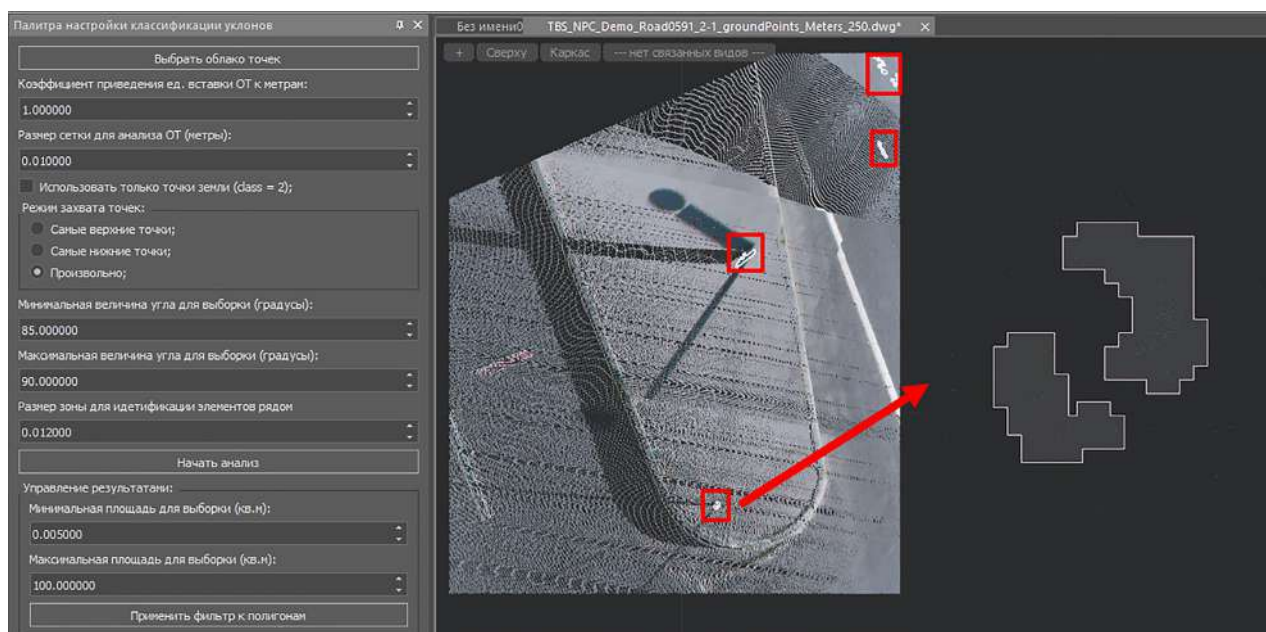 Палитра настройки классификации уклонов
Выбрать облако точек
Коэффициент приведения ед. вставки ОТ к метрам:
1.000000
Размер сетки для анализа ОТ (метры):
0.010000
Использовать только точки земли (class = 2);
Режим захвата точек:
Самые верхние точки;
Самые нижние точки;
Произвольно;
Минимальная величина угла для выборки (градусы):
85.000000
Максимальная величина угла для выборки (градусы):
90.000000
Размер зоны для идетификации элементов рядом
0.012000
Начать анализ
Управление результатами:
Минимальная площадь для выборки (кв.м):
0.005000
Максимальная площадь для выборки (кв.м):
100.000000
Применить фильтр к полигонам
Без имени0 TBS_NPC_Demo_Road0591_2-1_groundPoints_Meters_250.dwg*
+ Сверху Каркас --- нет связанных видов ---